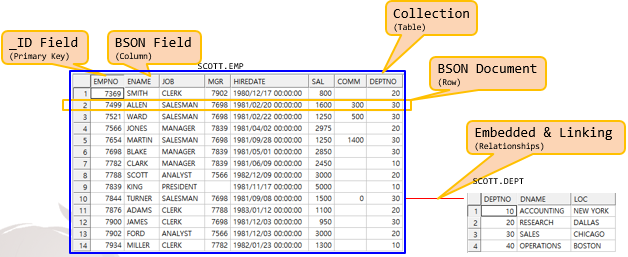 Collection
(Table)
_ID Field
(Primary Key)
BSON Field
(Column)
SCOTT.EMP
BSON Document
(Row)
EMPNO ENAME JOB MGR HIREDATE SAL COMM DEPTNO
1 7369 SMITH CLERK 7902 1980/12/17 00:00:00 800 20
2 7499 ALLEN SALESMAN 7698 1981/02/20 00:00:00 1600 300 30
3 7521 WARD SALESMAN 7698 1981/02/22 00:00:00 1250 500 30
4 7566 JONES MANAGER 7839 1981/04/02 00:00:00 2975 20
5 7654 MARTIN SALESMAN 7698 1981/09/28 00:00:00 1250 1400 30
6 7698 BLAKE MANAGER 7839 1981/05/01 00:00:00 2850 30
7 7782 CLARK MANAGER 7839 1981/06/09 00:00:00 2450 10
8 7788 SCOTT ANALYST 7566 1982/12/09 00:00:00 3000 20
9 7839 KING PRESIDENT 1981/11/17 00:00:00 5000 10
10 7844 TURNER SALESMAN 7698 1981/09/08 00:00:00 1500 0 30
11 7876 ADAMS CLERK 7788 1983/01/12 00:00:00 1100 20
12 7900 JAMES CLERK 7698 1981/12/03 00:00:00 950 30
13 7902 FORD ANALYST 7566 1981/12/03 00:00:00 3000 20
14 7934 MILLER CLERK 7782 1982/01/23 00:00:00 1300 10
Embedded & Linking
(Relationships)
SCOTT.DEPT
DEPTNO DNAME LOC
1 10 ACCOUNTING NEW YORK
2 20 RESEARCH DALLAS
3 30 SALES CHICAGO
4 40 OPERATIONS BOSTON